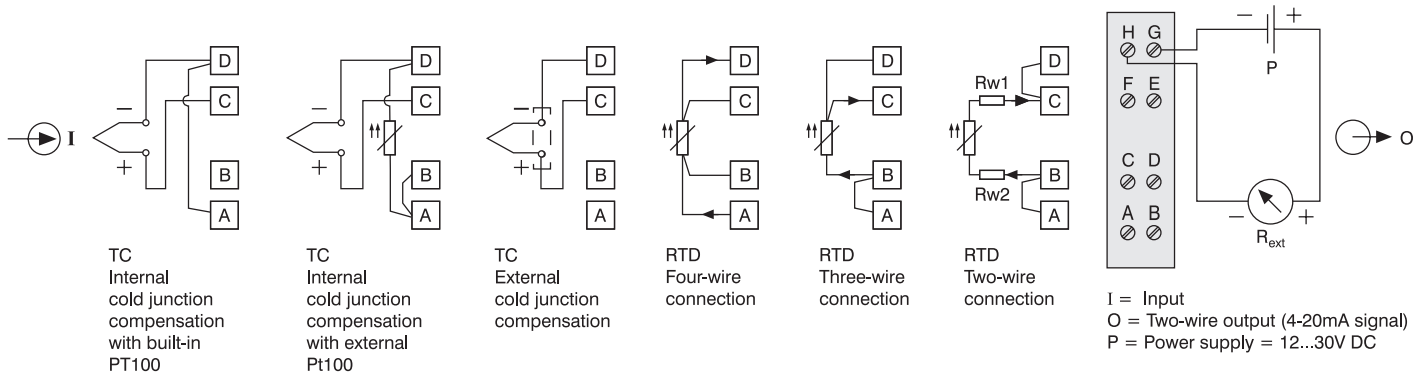 I
−
+
D
C
B
A
TC
Internal
cold junction
compensation
with built-in
PT100
−
+
D
C
B
A
TC
Internal
cold junction
compensation
with external
Pt100
−
+
D
C
B
A
TC
External
cold junction
compensation
D
C
B
A
RTD
Four-wire
connection
D
C
B
A
RTD
Three-wire
connection
Rw1
Rw2
D
C
B
A
RTD
Two-wire
connection
H G
F E
C D
A B
− +
P
− +
Rext
O
I = Input
O = Two-wire output (4-20mA signal)
P = Power supply = 12...30V DC